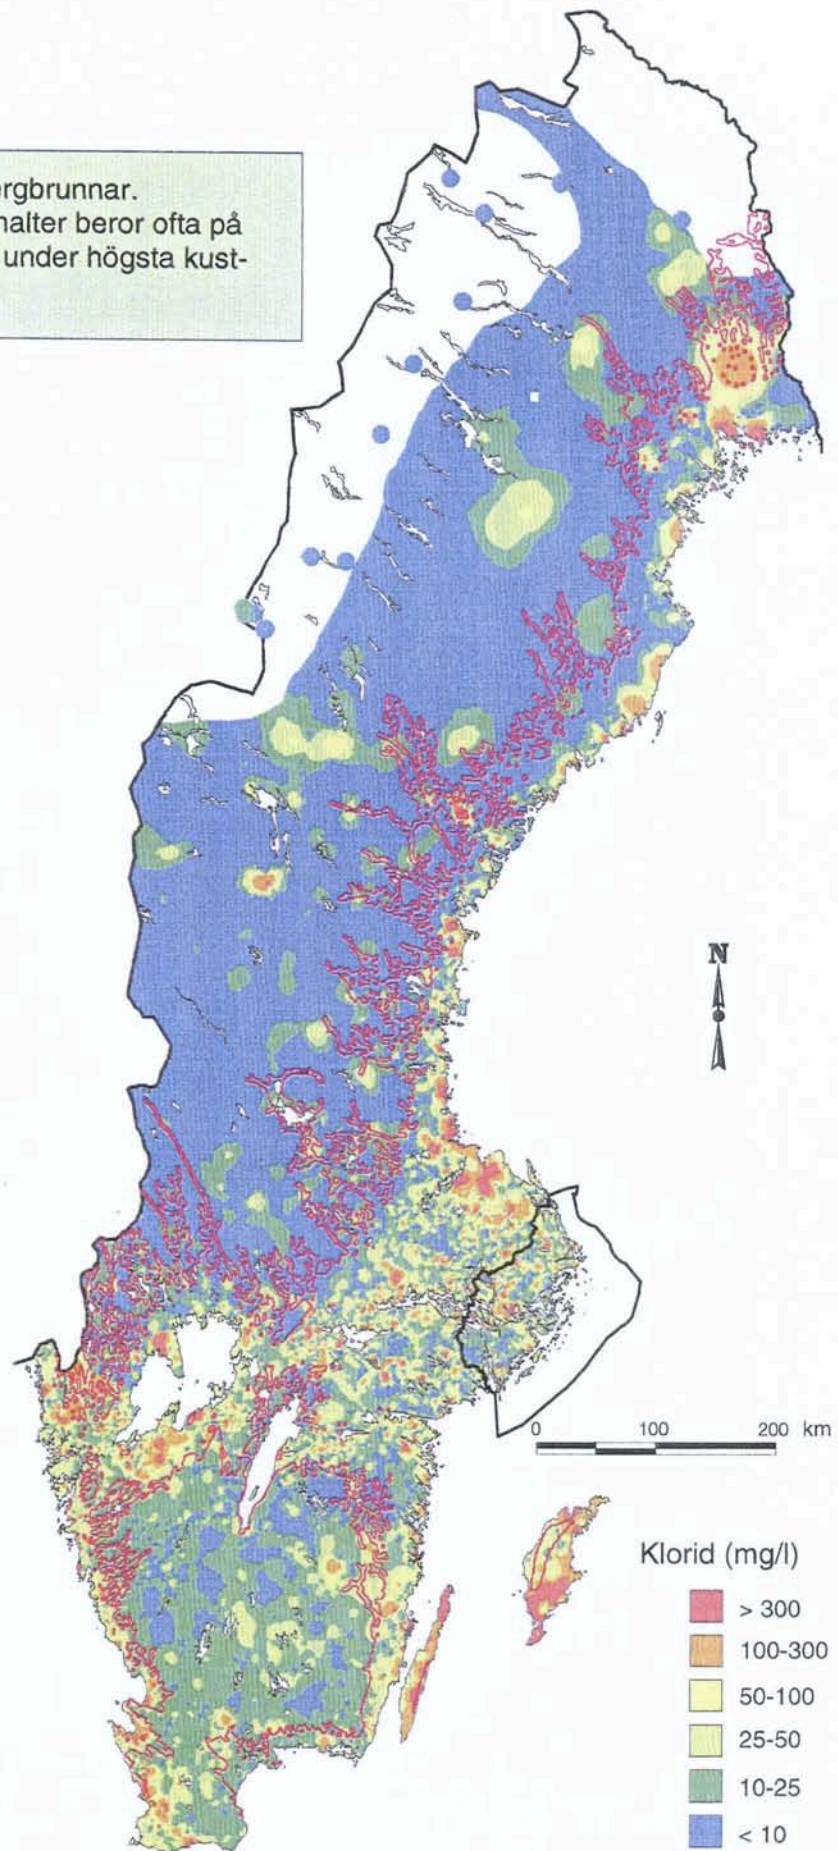 ergbrunnar.
halter beror ofta på
under högsta kust-
N
0 100 200 km
Klorid (mg/l)
> 300
100-300
50-100
25-50
10-25
< 10